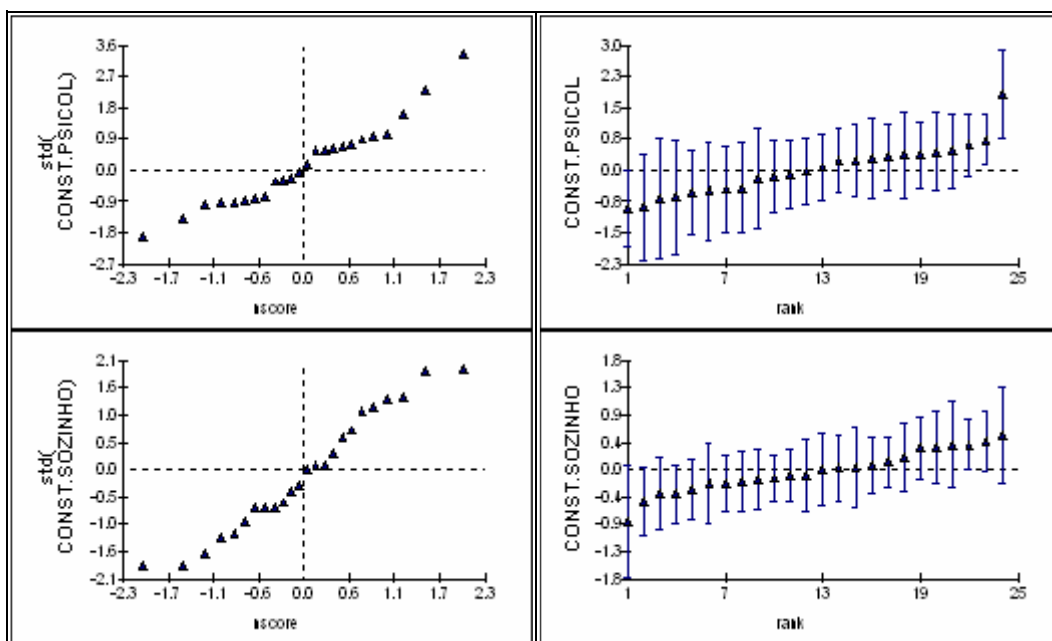 std(
CONST.PSICOL)
3.6
2.7
1.8
0.9
0.0
-0.9
-1.8
-2.7
-2.3 -1.7 -1.1 -0.6 0.0 0.6 1.1 1.7 2.3
nscore
CONST.PSICOL
3.0
2.3
1.5
0.8
0.0
-0.8
-1.5
-2.3
1 7 13 19 25
rank
std(
CONST.SOZINHO)
2.1
1.6
1.0
0.5
0.0
-0.5
-1.0
-1.6
-2.1
-2.3 -1.7 -1.1 -0.6 0.0 0.6 1.1 1.7 2.3
nscore
CONST.SOZINHO
1.8
1.3
0.9
0.4
0.0
-0.4
-0.9
-1.3
-1.8
1 7 13 19 25
rank